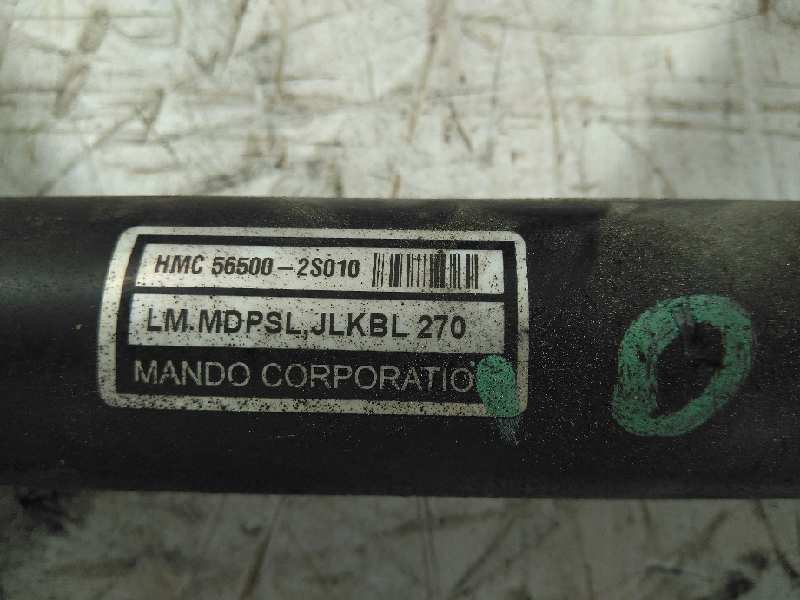 HMC 56500-2S010
LM.MDPSL,JLKBL 270
MANDO CORPORATIO